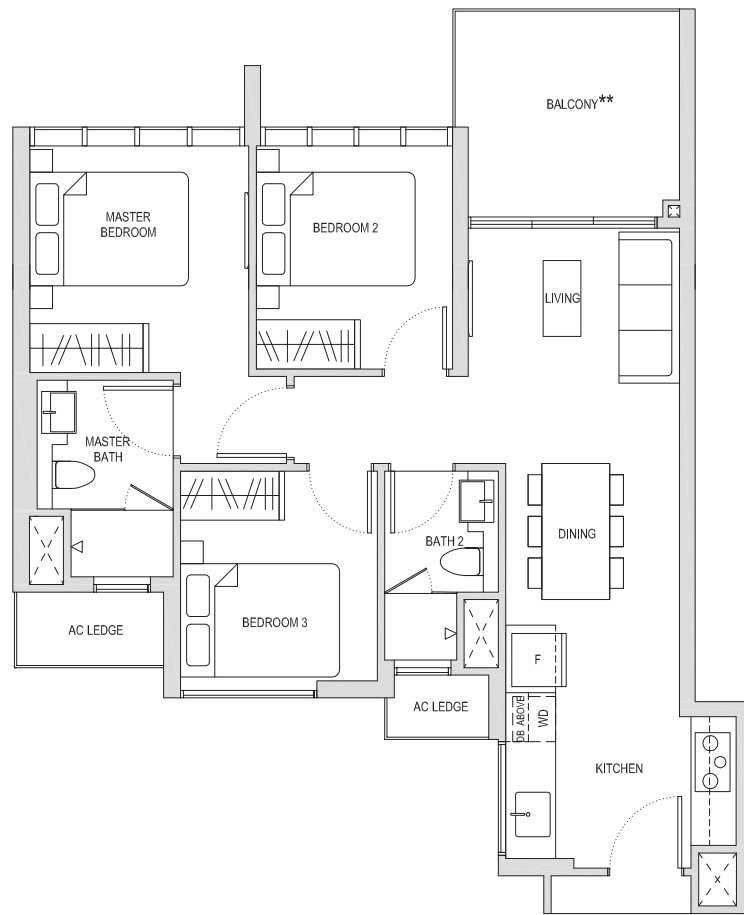 BALCONY**
MASTER
BEDROOM
BEDROOM 2
LIVING
MASTER
BATH
DINING
BATH 2
BEDROOM 3
AC LEDGE
F
AC LEDGE
DB ABOVE
WD
KITCHEN
x